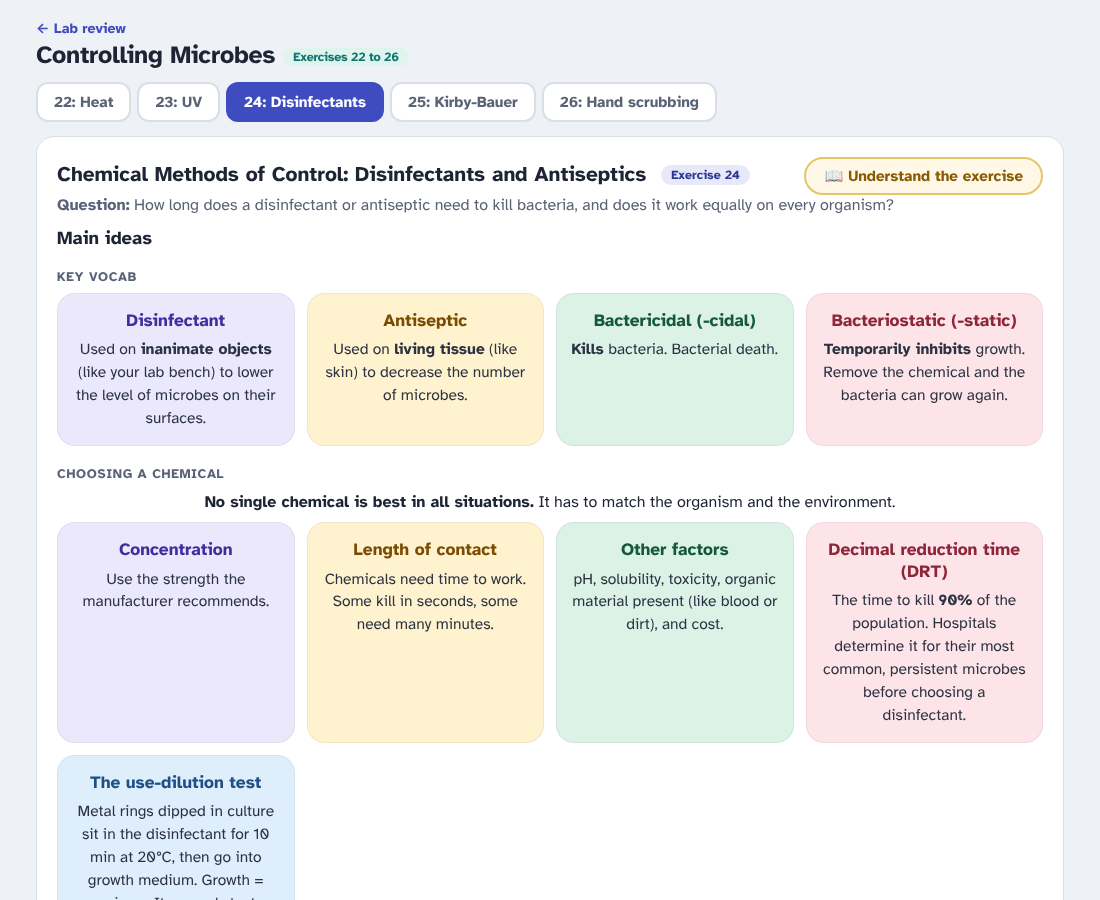 ← Lab review
Controlling Microbes Exercises 22 to 26
22: Heat 23: UV 24: Disinfectants 25: Kirby-Bauer 26: Hand scrubbing
Chemical Methods of Control: Disinfectants and Antiseptics Exercise 24
📖 Understand the exercise
Question: How long does a disinfectant or antiseptic need to kill bacteria, and does it work equally on every organism?
Main ideas
KEY VOCAB
Disinfectant
Used on inanimate objects
(like your lab bench) to lower
the level of microbes on their
surfaces.
Antiseptic
Used on living tissue (like
skin) to decrease the number
of microbes.
Bactericidal (-cidal)
Kills bacteria. Bacterial death.
Bacteriostatic (-static)
Temporarily inhibits growth.
Remove the chemical and the
bacteria can grow again.
CHOOSING A CHEMICAL
No single chemical is best in all situations. It has to match the organism and the environment.
Concentration
Use the strength the
manufacturer recommends.
Length of contact
Chemicals need time to work.
Some kill in seconds, some
need many minutes.
Other factors
pH, solubility, toxicity, organic
material present (like blood or
dirt), and cost.
Decimal reduction time
(DRT)
The time to kill 90% of the
population. Hospitals
determine it for their most
common, persistent microbes
before choosing a
disinfectant.
The use-dilution test
Metal rings dipped in culture
sit in the disinfectant for 10
min at 20°C, then go into
growth medium. Growth =